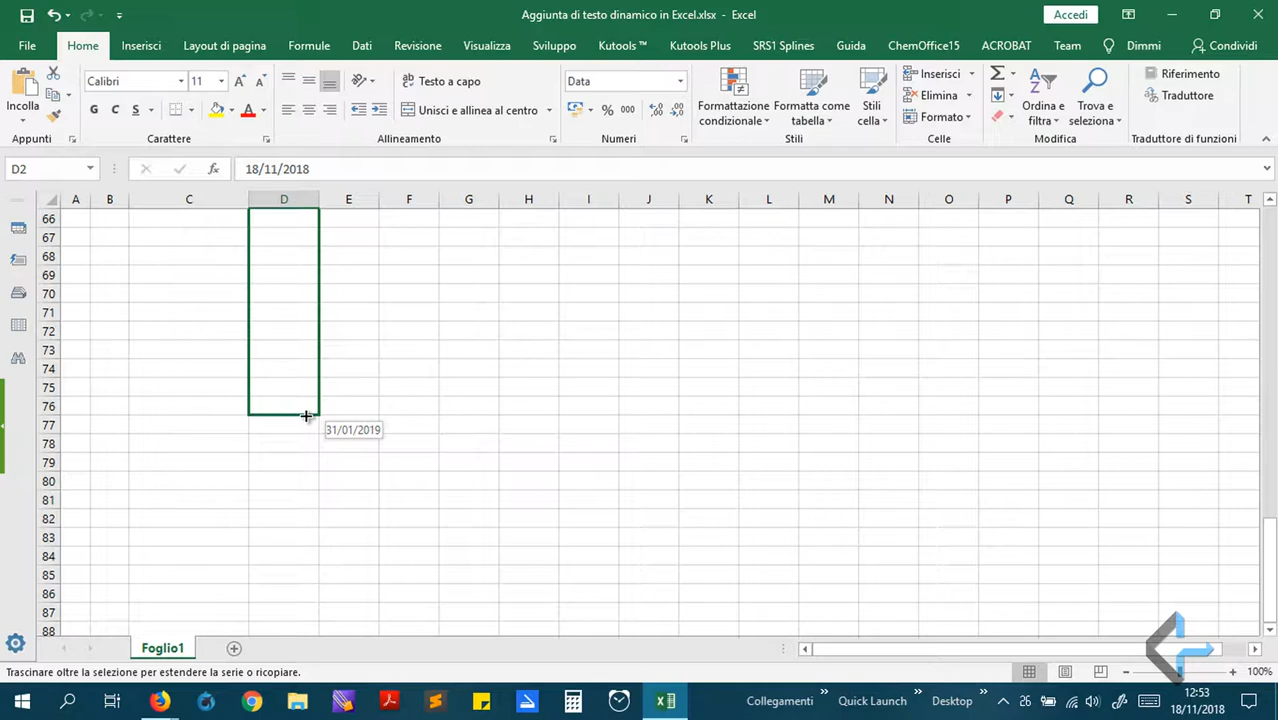 Aggiunta di testo dinamico in Excel.xlsx - Excel
Accedi
File Home Inserisci Layout di pagina Formule Dati Revisione Visualizza Sviluppo Kutools ™ Kutools Plus SRS1 Splines Guida ChemOffice15 ACROBAT Team Dimmi Condividi
Incolla
Calibri 11
Testo a capo
Data
Formattazione condizionale
Formatta come tabella
Stili cella
Inserisci
Elimina
Formato
Ordina e filtra
Trova e seleziona
Riferimento
Traduttore
G C S
Unisci e allinea al centro
% 000
Appunti Carattere Allineamento Numeri Stili Celle Modifica Traduttore di funzioni
D2 fx 18/11/2018
A B C D E F G H I J K L M N O P Q R S T
66
67
68
69
70
71
72
73
74
75
76
77
31/01/2019
78
79
80
81
82
83
84
85
86
87
88
Foglio1
Trascinare oltre la selezione per estendere la serie o ricopiare.
100%
Collegamenti Quick Launch Desktop 26 12:53
18/11/2018